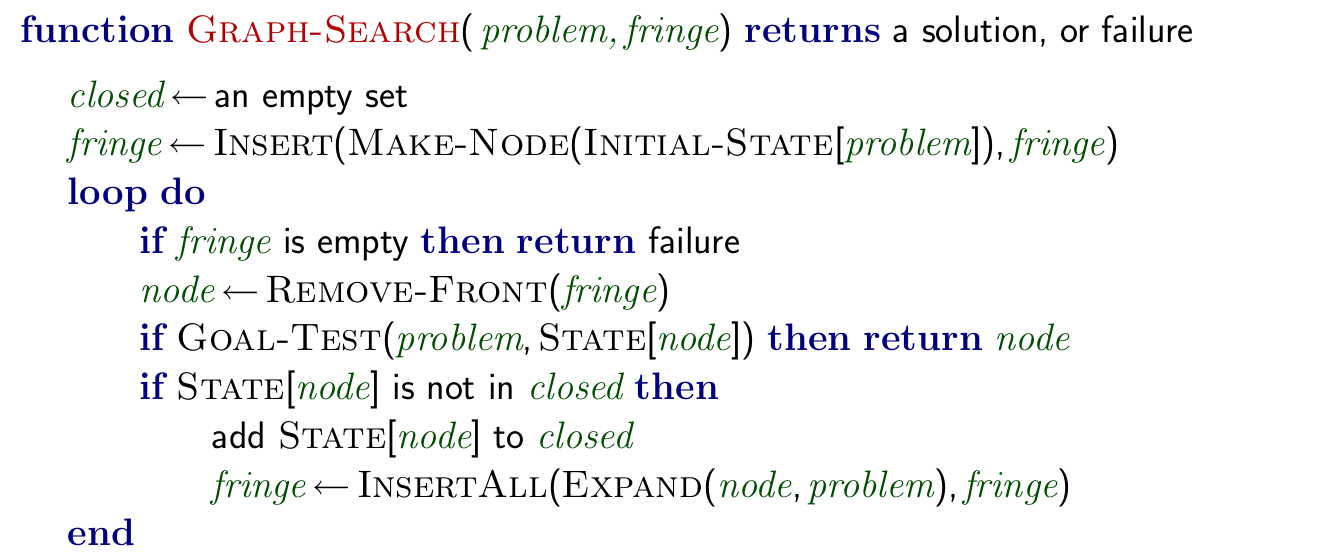 function GRAPH-SEARCH( problem, fringe) returns a solution, or failure
closed ← an empty set
fringe ← INSERT(MAKE-NODE(INITIAL-STATE[problem]), fringe)
loop do
if fringe is empty then return failure
node ← REMOVE-FRONT(fringe)
if GOAL-TEST(problem, STATE[node]) then return node
if STATE[node] is not in closed then
add STATE[node] to closed
fringe ← INSERTALL(EXPAND(node, problem), fringe)
end